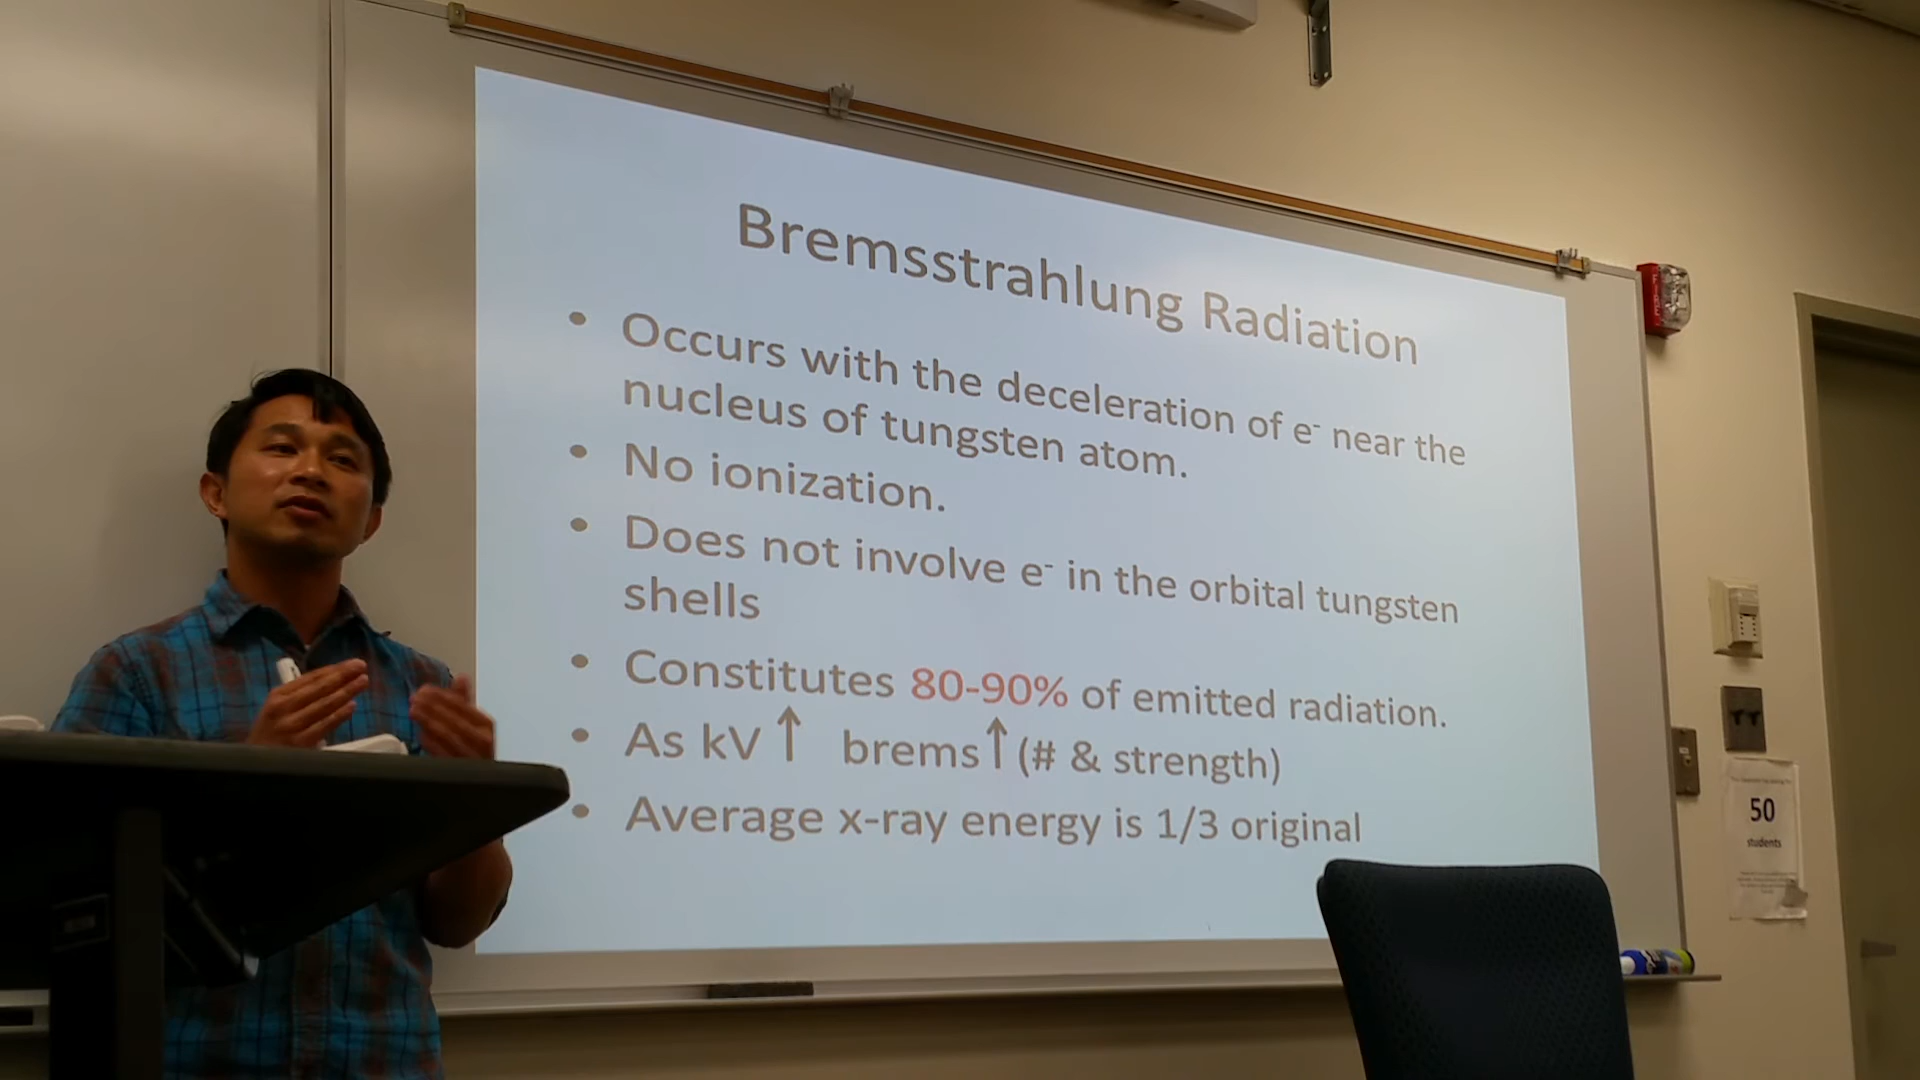 Bremsstrahlung Radiation
• Occurs with the deceleration of e⁻ near the
nucleus of tungsten atom.
• No ionization.
• Does not involve e⁻ in the orbital tungsten
shells
• Constitutes 80-90% of emitted radiation.
• As kV ↑ brems ↑ (# & strength)
• Average x-ray energy is 1/3 original
50
students